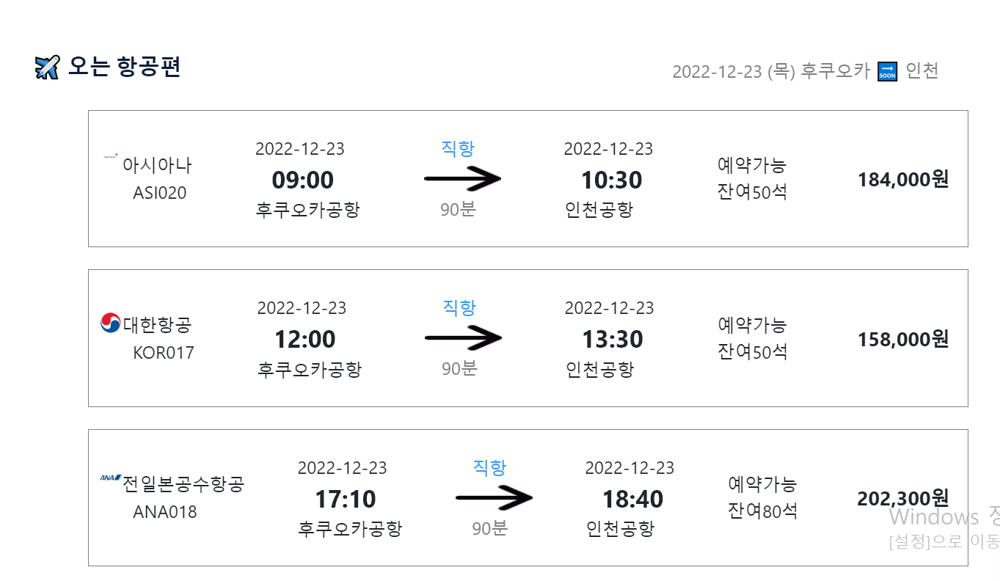 오는 항공편
2022-12-23 (목) 후쿠오카 SOON 인천
아시아나
ASI020
2022-12-23
09:00
후쿠오카공항
직항
90분
2022-12-23
10:30
인천공항
예약가능
잔여50석
184,000원
대한항공
KOR017
2022-12-23
12:00
후쿠오카공항
직항
90분
2022-12-23
13:30
인천공항
예약가능
잔여50석
158,000원
ANA
전일본공수항공
ANA018
2022-12-23
17:10
후쿠오카공항
직항
90분
2022-12-23
18:40
인천공항
예약가능
잔여80석
202,300원
Windows 정
[설정]으로 이동